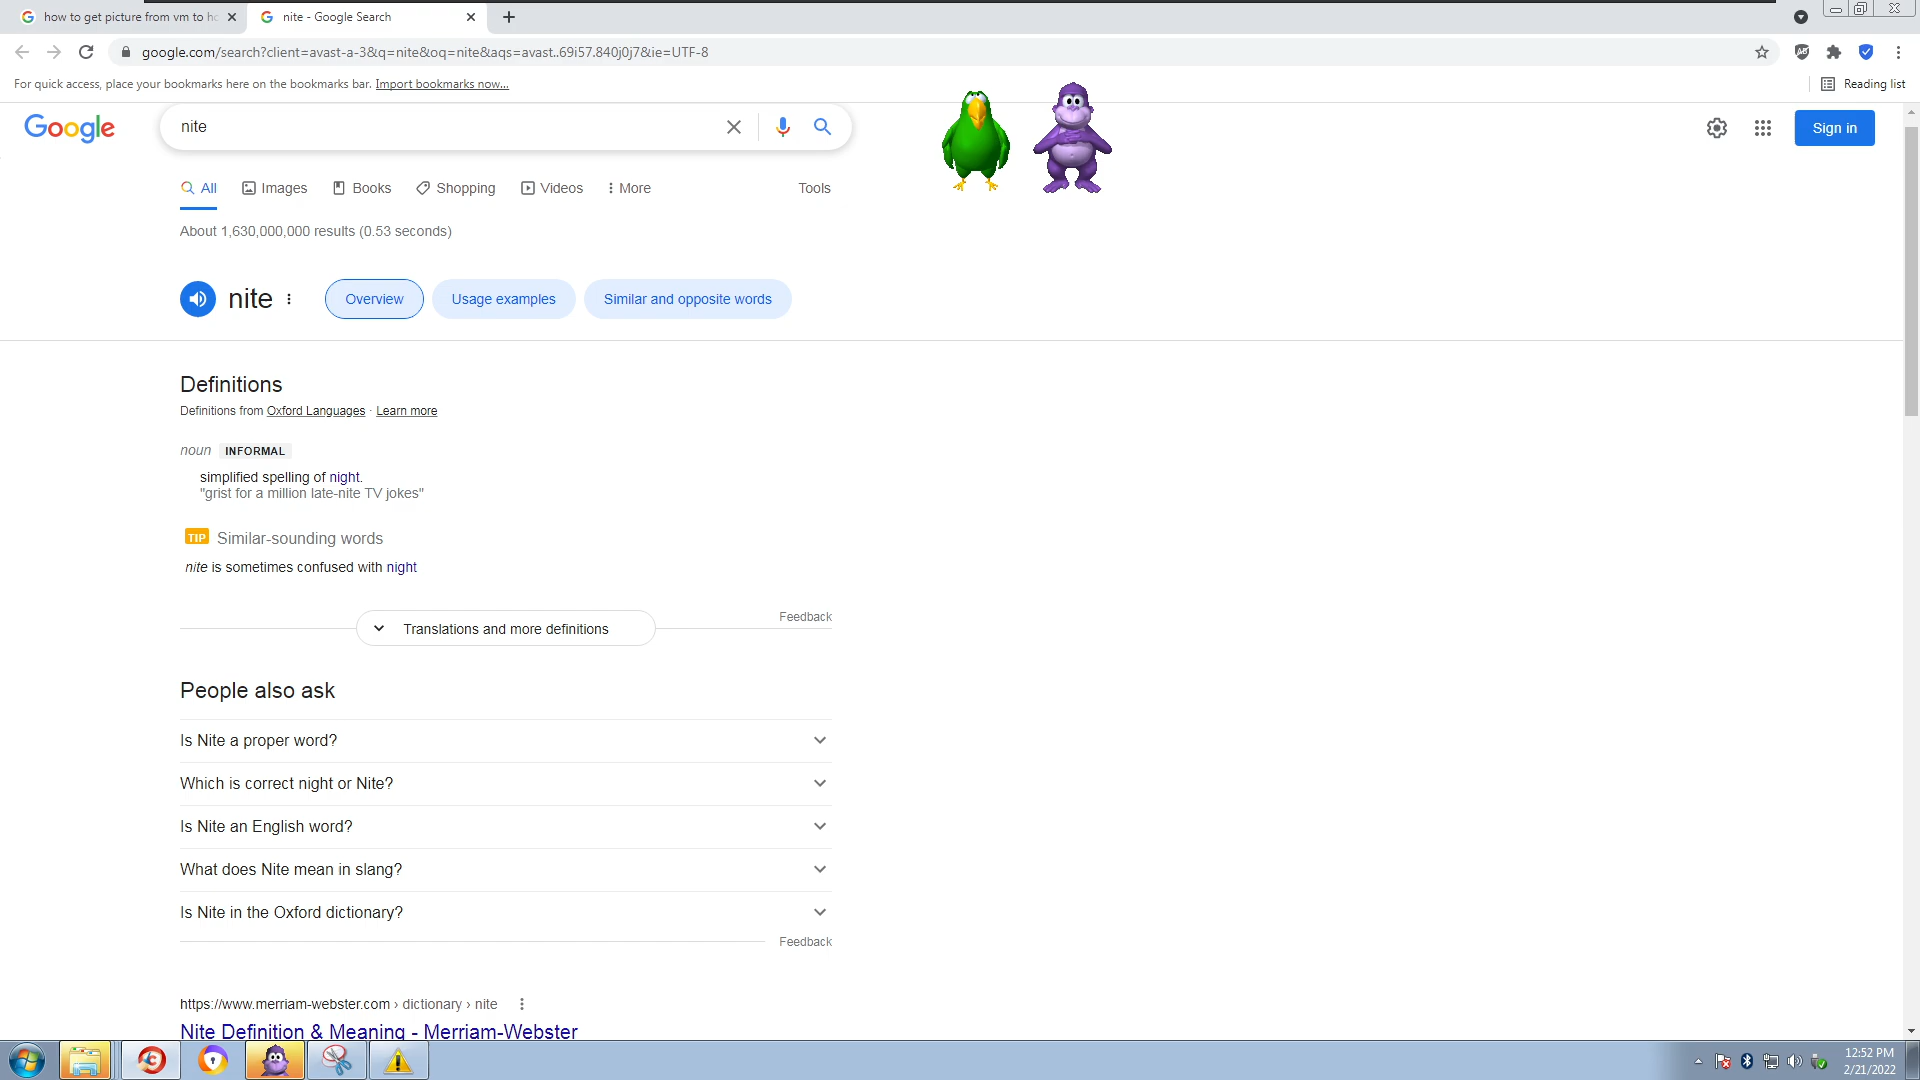 how to get picture from vm to ho
nite - Google Search
google.com/search?client=avast-a-3&q=nite&oq=nite&aqs=avast..69i57.840j0j7&ie=UTF-8
For quick access, place your bookmarks here on the bookmarks bar. Import bookmarks now...
Reading list
Google
nite
Sign in
All Images Books Shopping Videos More Tools
About 1,630,000,000 results (0.53 seconds)
nite
Overview
Usage examples
Similar and opposite words
Definitions
Definitions from Oxford Languages · Learn more
noun INFORMAL
simplified spelling of night.
"grist for a million late-nite TV jokes"
TIP Similar-sounding words
nite is sometimes confused with night
Feedback
Translations and more definitions
People also ask
Is Nite a proper word?
Which is correct night or Nite?
Is Nite an English word?
What does Nite mean in slang?
Is Nite in the Oxford dictionary?
Feedback
https://www.merriam-webster.com › dictionary › nite
Nite Definition & Meaning - Merriam-Webster
12:52 PM
2/21/2022